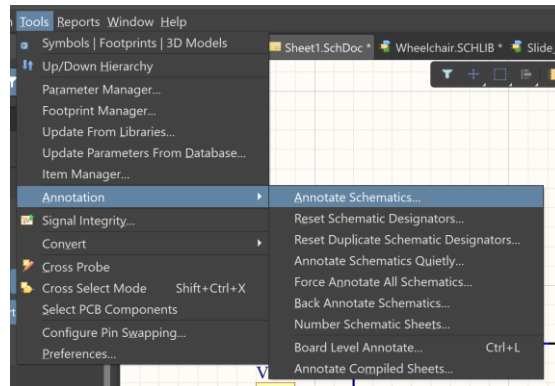 Tools Reports Window Help
Symbols | Footprints | 3D Models
Sheet1.SchDoc * Wheelchair.SCHLIB * Slide_
Up/Down Hierarchy
Parameter Manager...
Footprint Manager...
Update From Libraries...
Update Parameters From Database...
Item Manager...
Annotation
Annotate Schematics...
Signal Integrity...
Reset Schematic Designators...
Convert
Reset Duplicate Schematic Designators...
Cross Probe
Annotate Schematics Quietly...
Cross Select Mode Shift+Ctrl+X
Force Annotate All Schematics...
Select PCB Components
Back Annotate Schematics...
Configure Pin Swapping...
Number Schematic Sheets...
Preferences...
Board Level Annotate... Ctrl+L
Annotate Compiled Sheets...
V